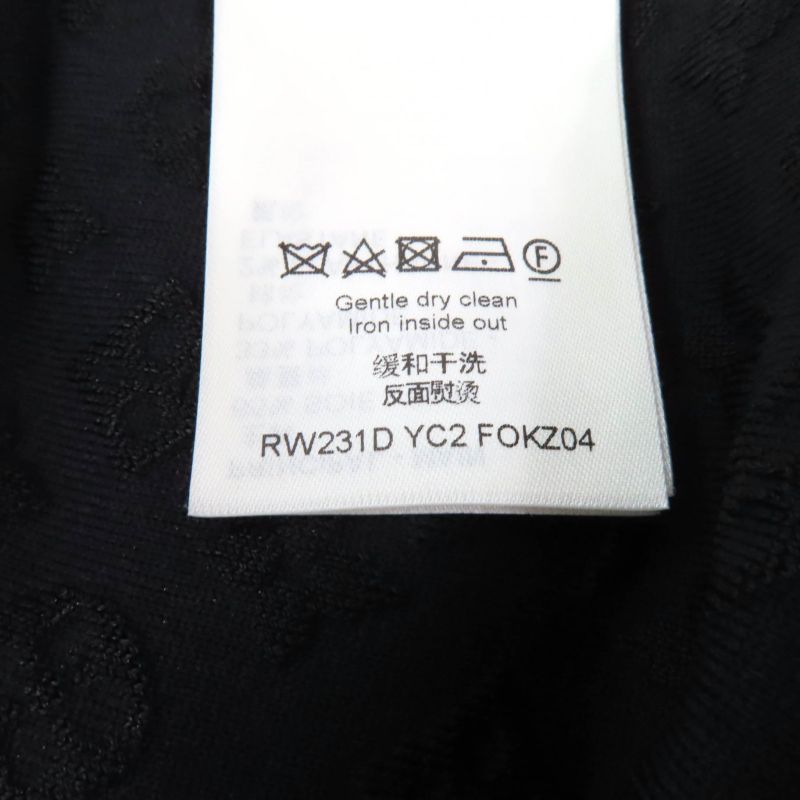 F
Gentle dry clean
Iron inside out
缓和干洗
反面熨烫
RW231D YC2 FOKZ04